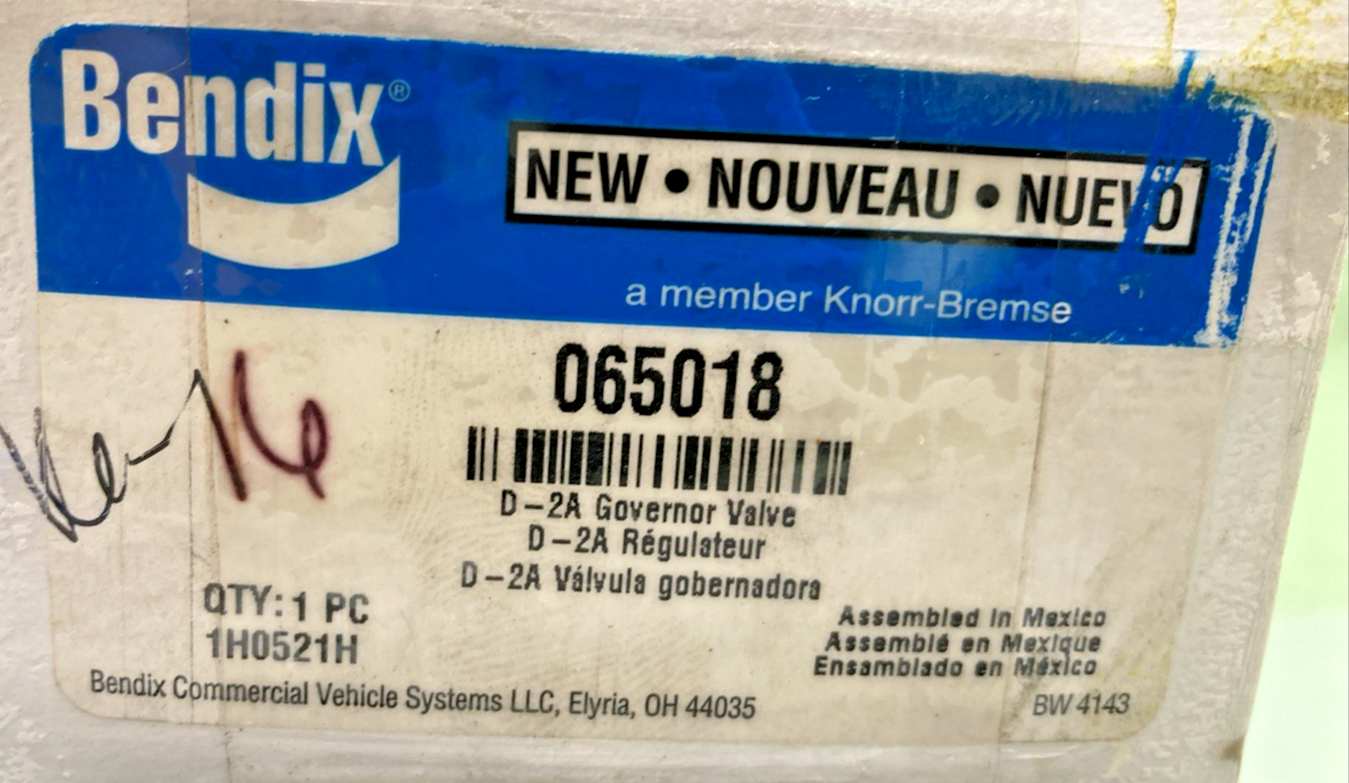 Bendix®
NEW • NOUVEAU • NUEVO
a member Knorr-Bremse
065018
16
D-2A Governor Valve
D-2A Régulateur
D-2A Válvula gobernadora
QTY: 1 PC
1H0521H
Assembled in Mexico
Assemblé en Mexique
Ensamblado en México
Bendix Commercial Vehicle Systems LLC, Elyria, OH 44035
BW 4143